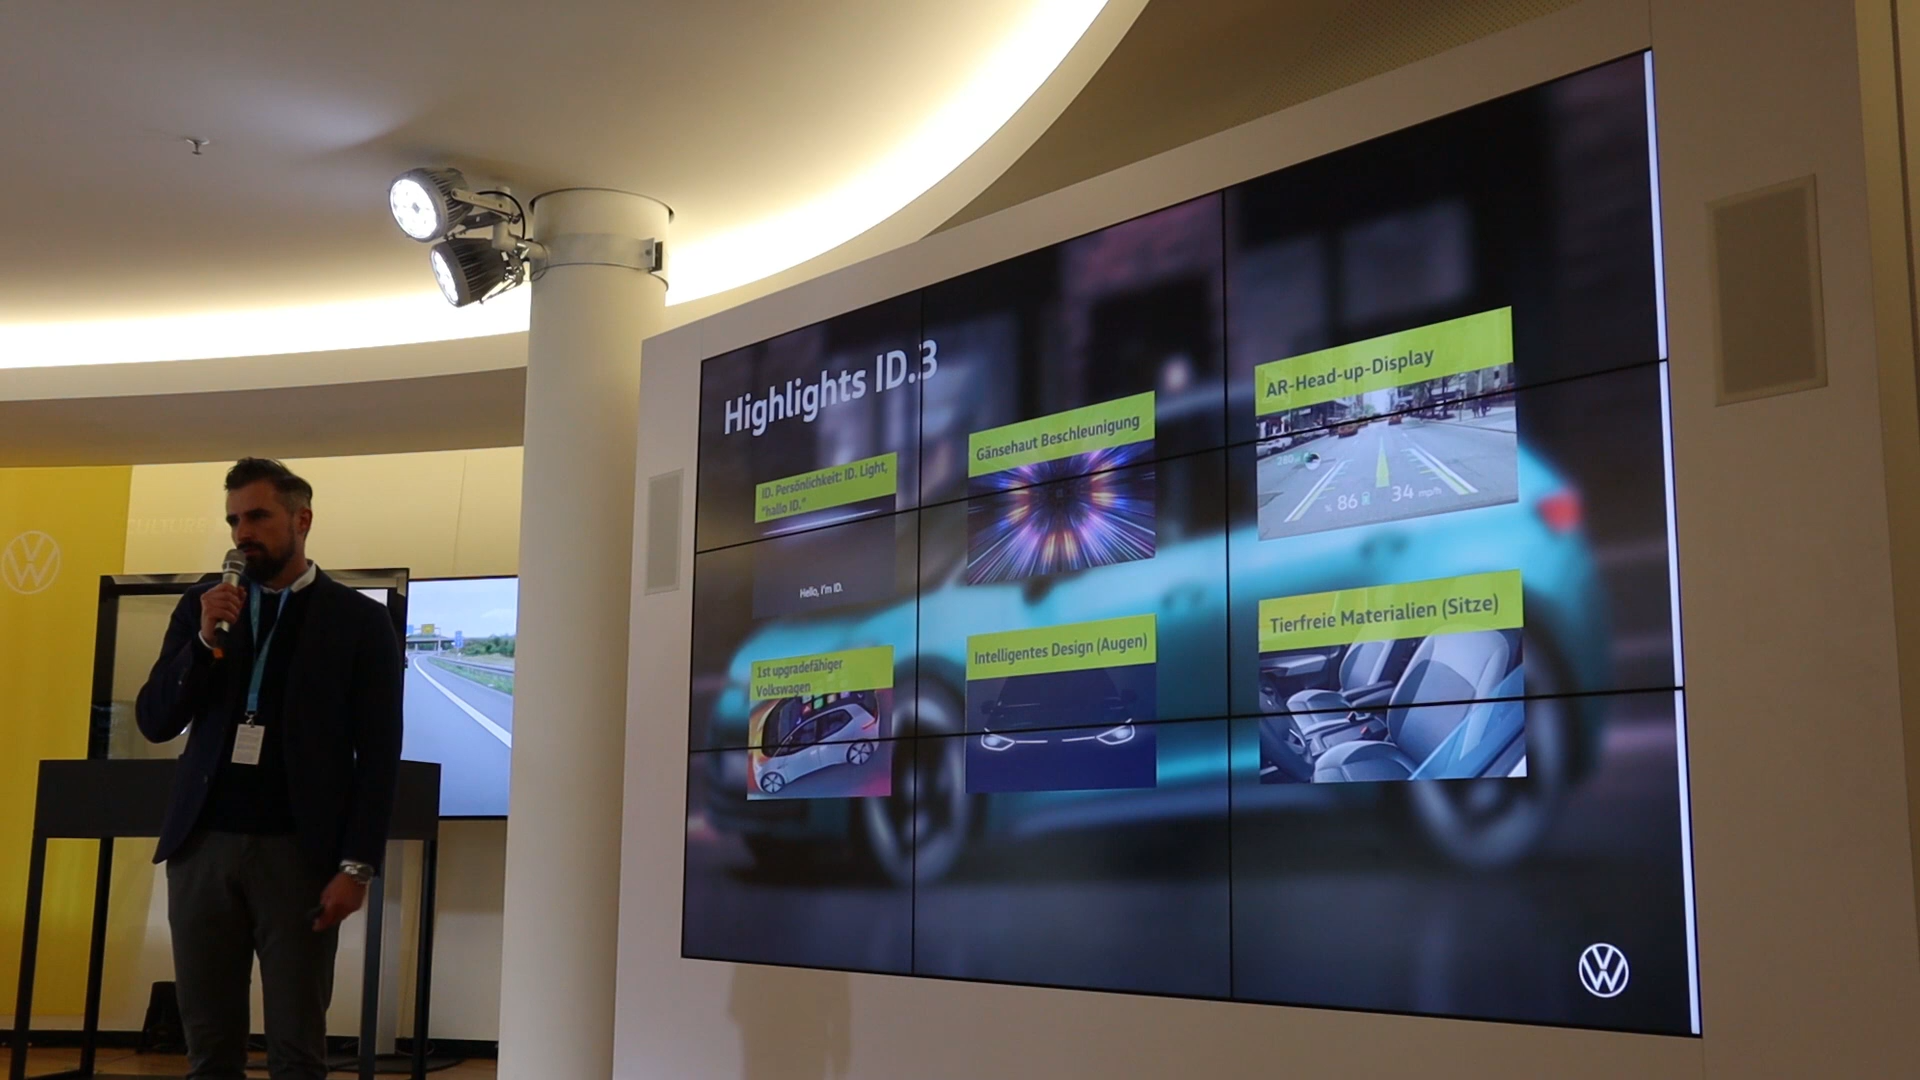 Highlights ID.3
ID. Persönlichkeit: ID. Light,
"hallo ID."
Hello, I'm ID.
Gänsehaut Beschleunigung
AR-Head-up-Display
280
% 86
34 mph
1st upgradefähiger
Volkswagen
Intelligentes Design (Augen)
Tierfreie Materialien (Sitze)